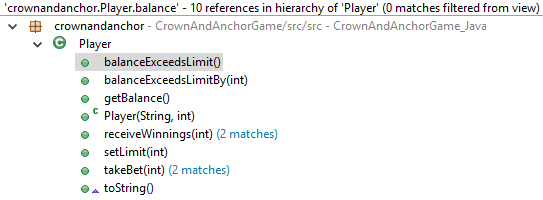 'crownandanchor.Player.balance' - 10 references in hierarchy of 'Player' (0 matches filtered from view)
crownandanchor - CrownAndAnchorGame/src/src - CrownAndAnchorGame_Java
Player
balanceExceedsLimit()
balanceExceedsLimitBy(int)
getBalance()
Player(String, int)
receiveWinnings(int) (2 matches)
setLimit(int)
takeBet(int) (2 matches)
toString()